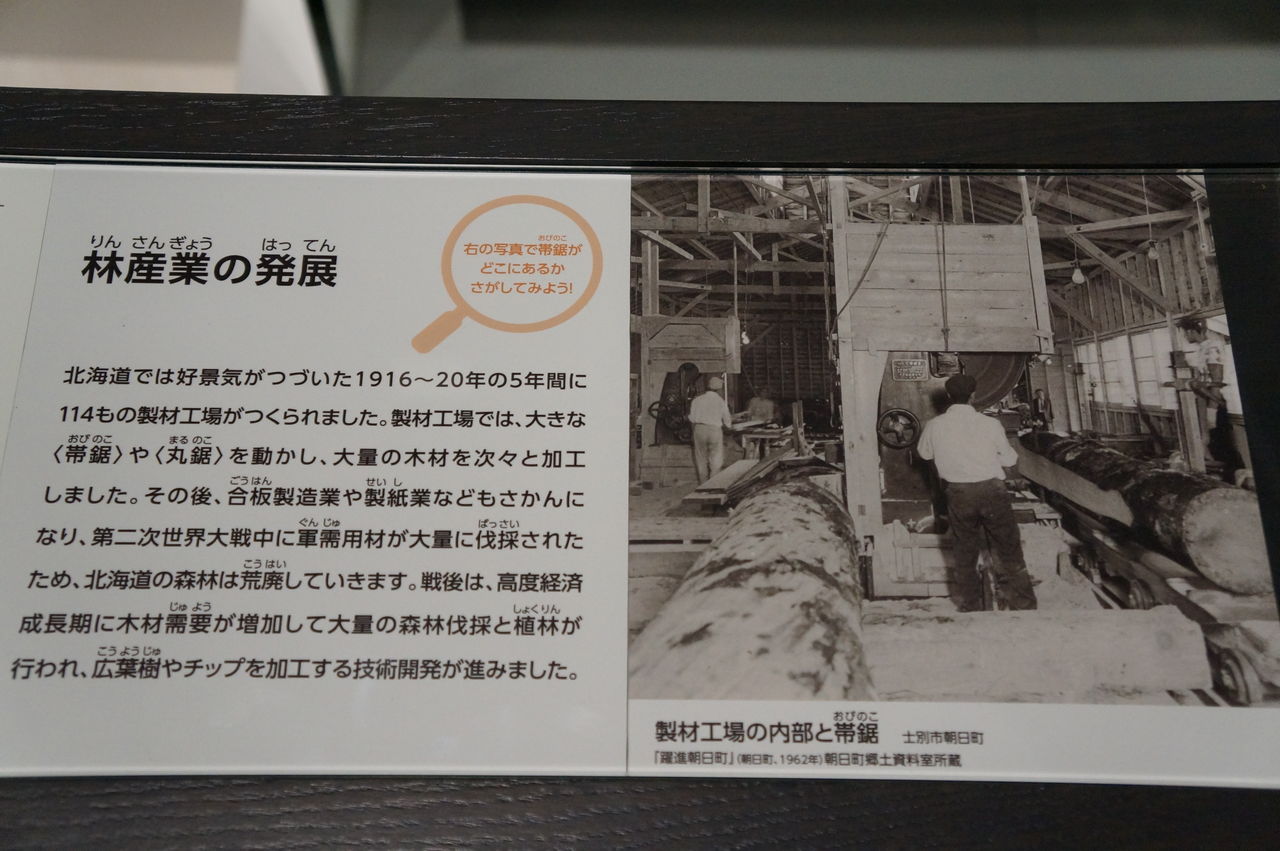 りん さん ぎょう はっ てん
林産業の発展
おびのこ
右の写真で帯鋸が
どこにあるか
さがしてみよう!
北海道では好景気がつづいた1916〜20年の5年間に
114もの製材工場がつくられました。製材工場では、大きな
おび のこ まる のこ
〈帯鋸〉や〈丸鋸〉を動かし、大量の木材を次々と加工
ごうはん せい し
しました。その後、合板製造業や製紙業などもさかんに
ぐん じゅ ばっさい
なり、第二次世界大戦中に軍需用材が大量に伐採された
こう はい
ため、北海道の森林は荒廃していきます。戦後は、高度経済
じゅ よう しょくりん
成長期に木材需要が増加して大量の森林伐採と植林が
こう よう じゅ
行われ、広葉樹やチップを加工する技術開発が進みました。
おびのこ
製材工場の内部と帯鋸 士別市朝日町
『躍進朝日町』(朝日町、1962年)朝日町郷土資料室所蔵